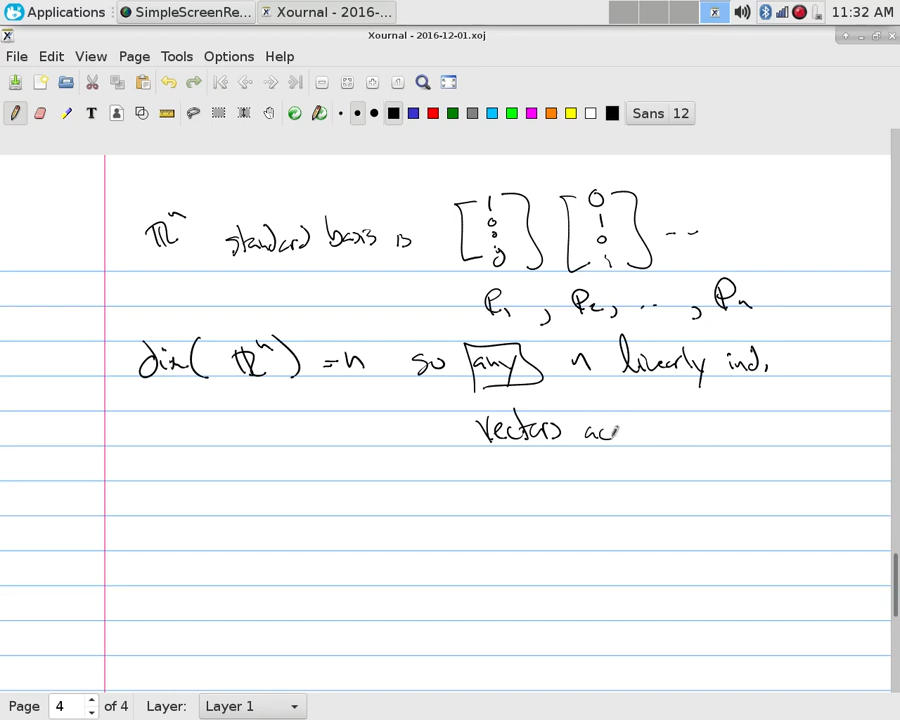 Applications SimpleScreenRe... Xournal - 2016-... 11:32 AM
Xournal - 2016-12-01.xoj
File Edit View Page Tools Options Help
Sans 12
ℝⁿ standard basis is [1 0 ⋮ 0] [0 1 0 ⋮] ...
e₁, e₂, ..., eₙ
dim(ℝⁿ) = n so any n linearly ind.
vectors ac
Page 4 of 4 Layer: Layer 1